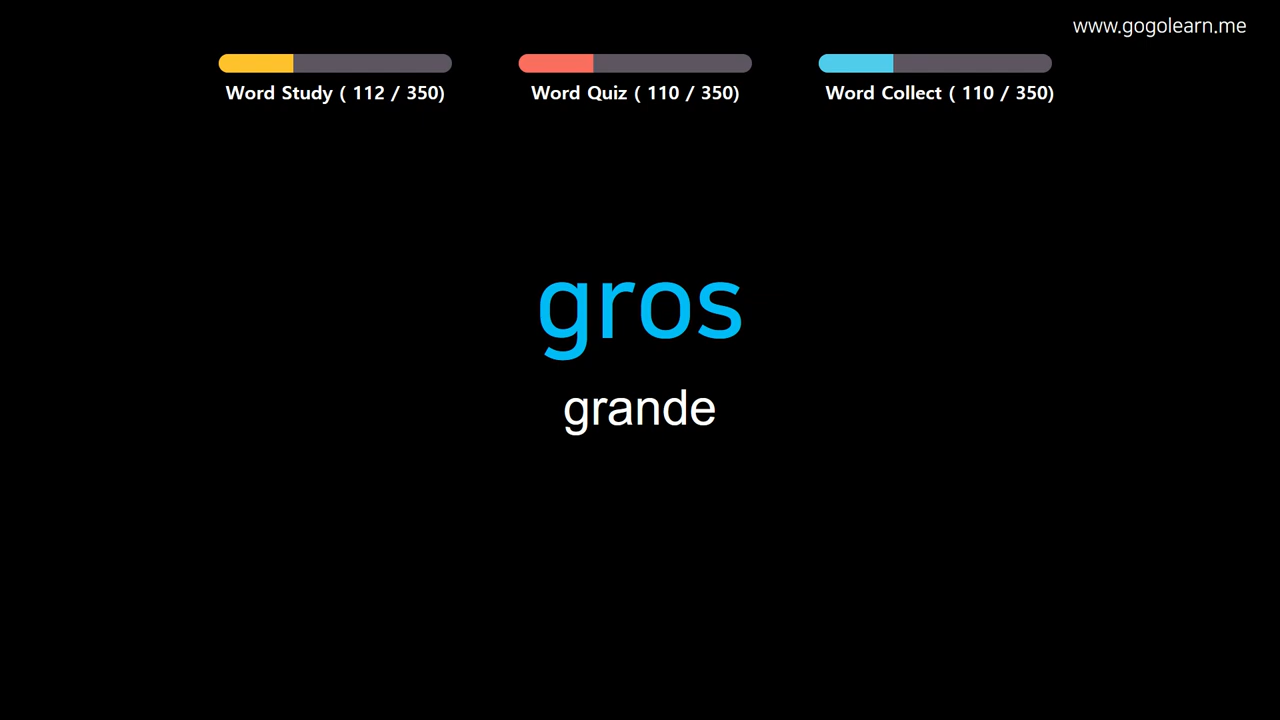 www.gogolearn.me
Word Study ( 112 / 350)
Word Quiz ( 110 / 350)
Word Collect ( 110 / 350)
gros
grande